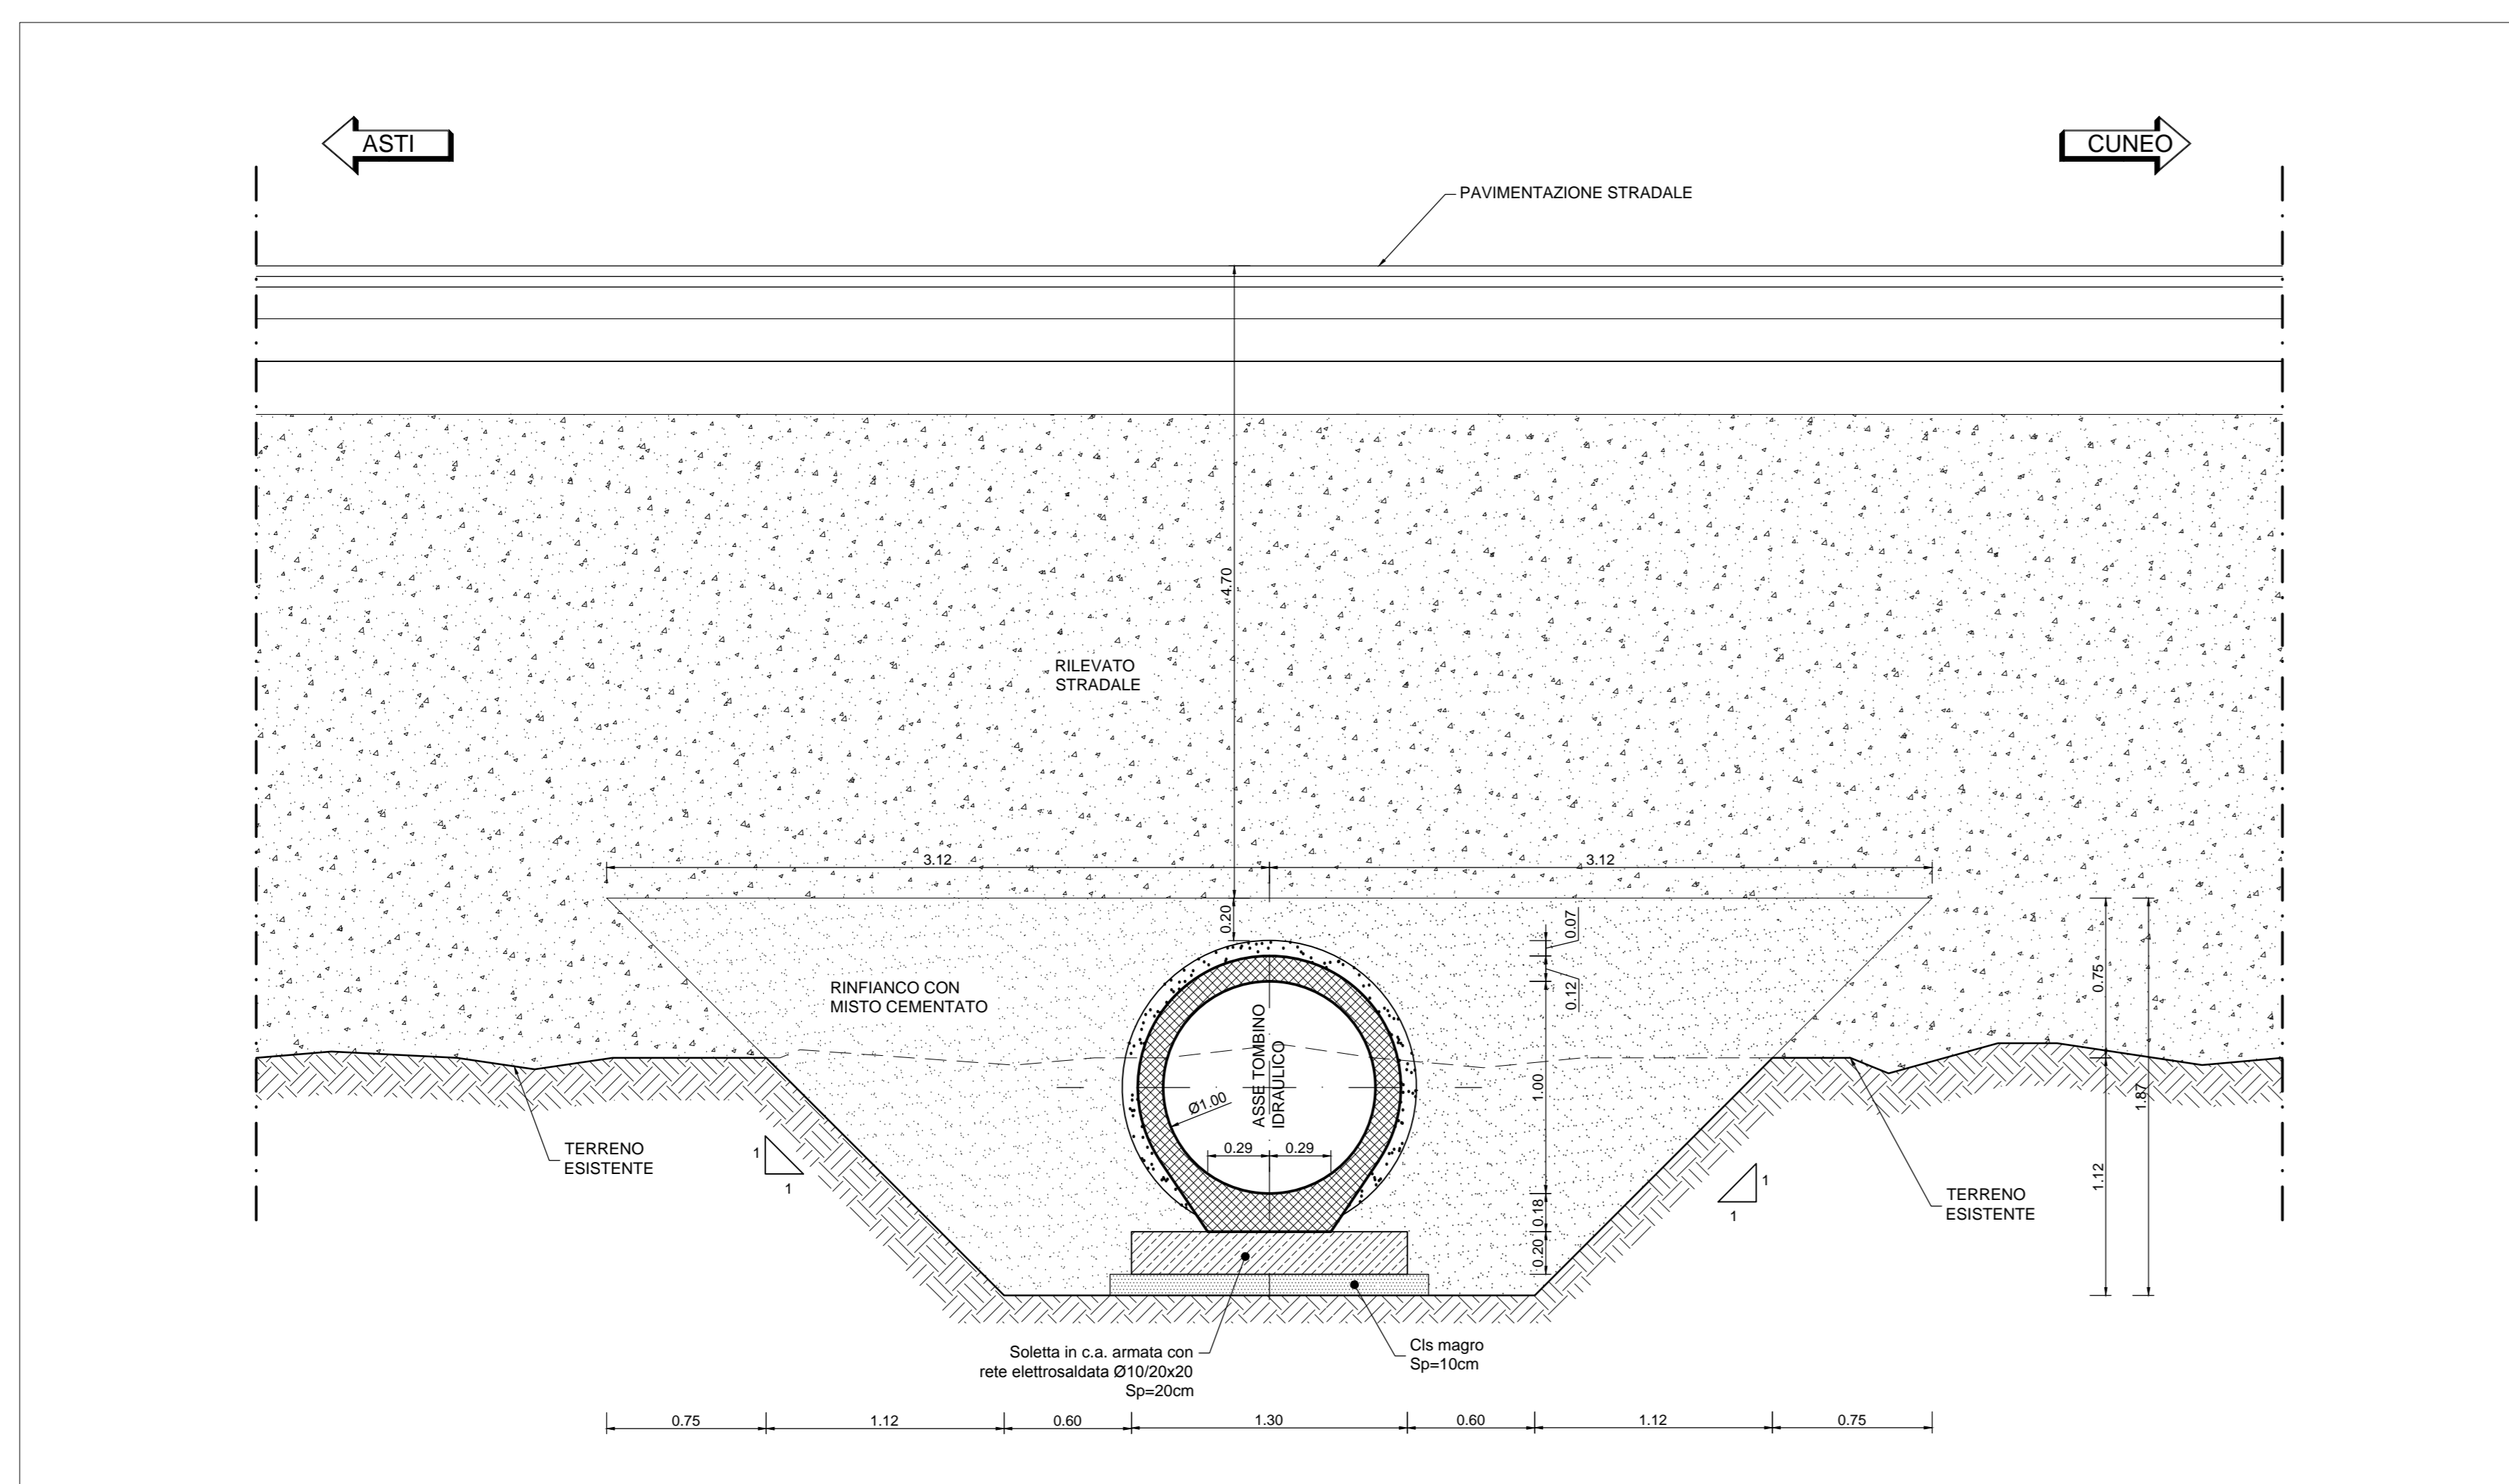 ASTI
CUNEO
PAVIMENTAZIONE STRADALE
4.70
RILEVATO
STRADALE
3.12
3.12
0.20
0.07
0.12
0.75
RINFIANCO CON
MISTO CEMENTATO
ASSE TOMBINO
IDRAULICO
Ø1.00
1.00
1.87
0.29
0.29
TERRENO
ESISTENTE
1
1
1
1
1.12
TERRENO
ESISTENTE
0.18
0.20
Soletta in c.a. armata con
rete elettrosaldata Ø10/20x20
Sp=20cm
Cls magro
Sp=10cm
0.75
1.12
0.60
1.30
0.60
1.12
0.75